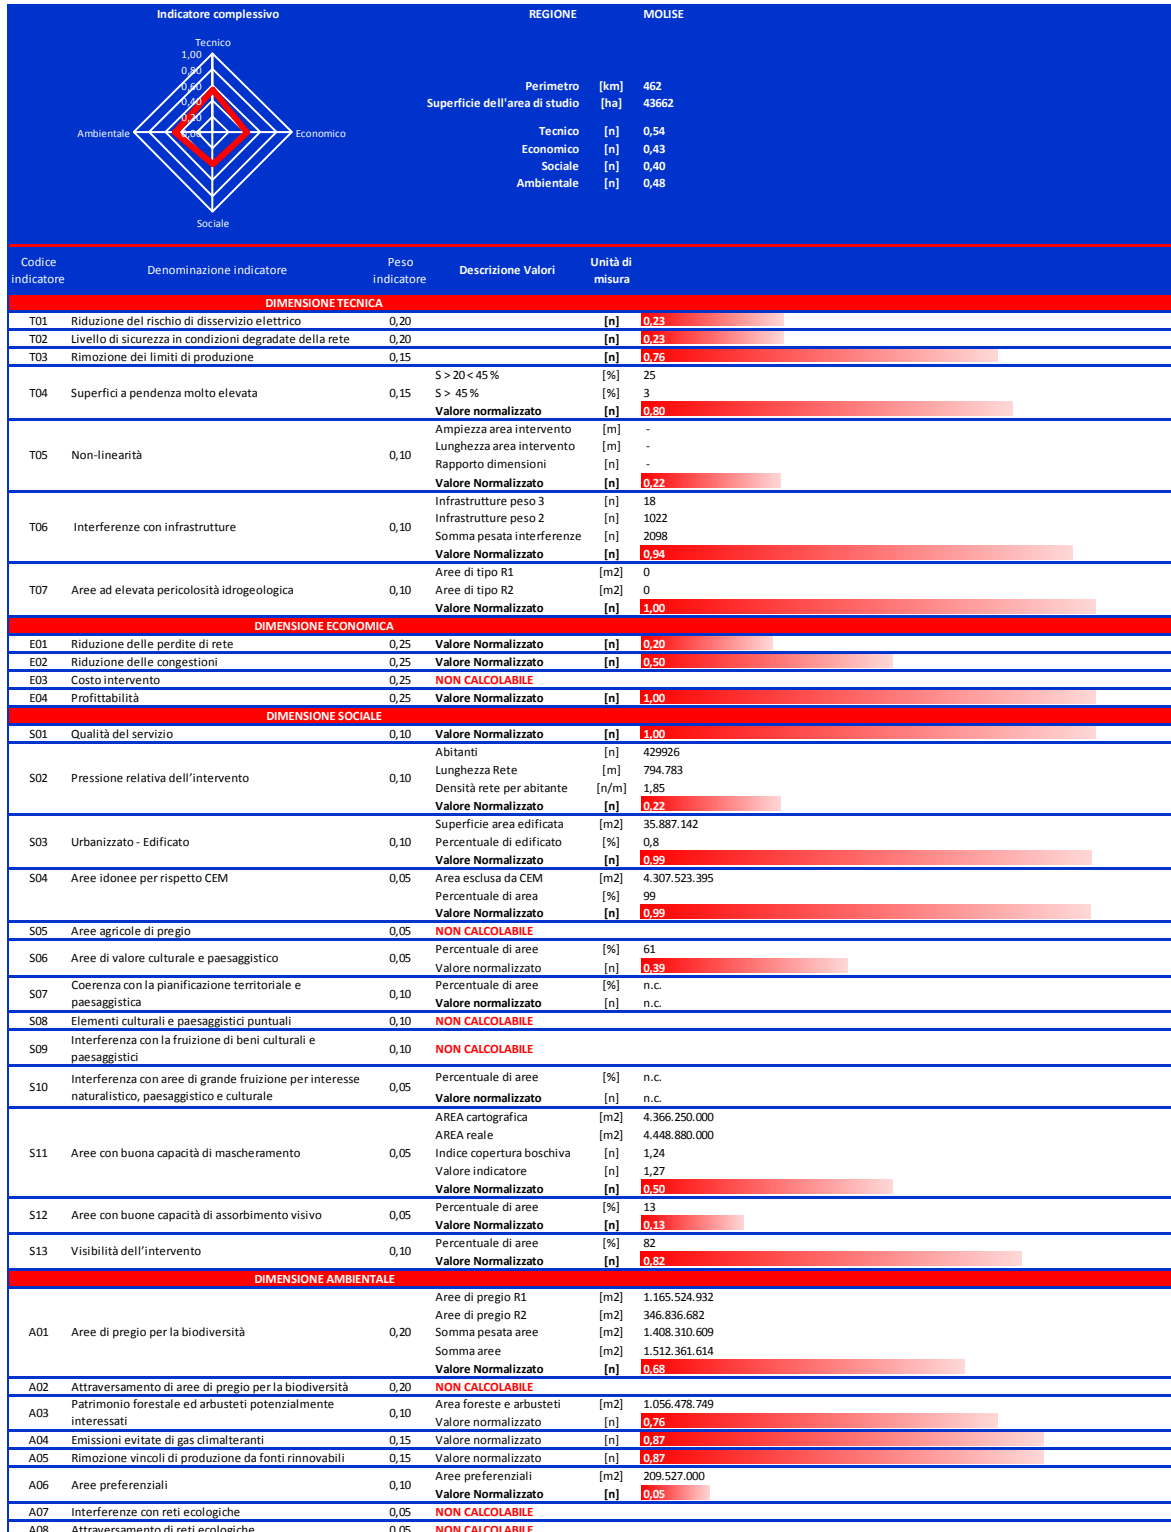 Indicatore complessivo REGIONE MOLISE
Tecnico
1,00
0,80
0,60
0,40
0,20
0,00
Ambientale Economico
Sociale
Perimetro [km] 462
Superficie dell'area di studio [ha] 43662
Tecnico [n] 0,54
Economico [n] 0,43
Sociale [n] 0,40
Ambientale [n] 0,48
Codice indicatore Denominazione indicatore Peso indicatore Descrizione Valori Unità di misura
DIMENSIONE TECNICA
T01 Riduzione del rischio di disservizio elettrico 0,20 [n] 0,23
T02 Livello di sicurezza in condizioni degradate della rete 0,20 [n] 0,23
T03 Rimozione dei limiti di produzione 0,15 [n] 0,76
S > 20 < 45 % [%] 25
T04 Superfici a pendenza molto elevata 0,15 S > 45 % [%] 3
Valore normalizzato [n] 0,80
Ampiezza area intervento [m] -
Lunghezza area intervento [m] -
T05 Non-linearità 0,10
Rapporto dimensioni [n] -
Valore Normalizzato [n] 0,22
Infrastrutture peso 3 [n] 18
Infrastrutture peso 2 [n] 1022
T06 Interferenze con infrastrutture 0,10
Somma pesata interferenze [n] 2098
Valore Normalizzato [n] 0,94
Aree di tipo R1 [m2] 0
T07 Aree ad elevata pericolosità idrogeologica 0,10 Aree di tipo R2 [m2] 0
Valore Normalizzato [n] 1,00
DIMENSIONE ECONOMICA
E01 Riduzione delle perdite di rete 0,25 Valore Normalizzato [n] 0,20
E02 Riduzione delle congestioni 0,25 Valore Normalizzato [n] 0,50
E03 Costo intervento 0,25 NON CALCOLABILE
E04 Profittabilità 0,25 Valore Normalizzato [n] 1,00
DIMENSIONE SOCIALE
S01 Qualità del servizio 0,10 Valore Normalizzato [n] 1,00
Abitanti [n] 429926
Lunghezza Rete [m] 794.783
S02 Pressione relativa dell'intervento 0,10
Densità rete per abitante [n/m] 1,85
Valore Normalizzato [n] 0,22
Superficie area edificata [m2] 35.887.142
S03 Urbanizzato - Edificato 0,10 Percentuale di edificato [%] 0,8
Valore Normalizzato [n] 0,99
S04 Aree idonee per rispetto CEM 0,05 Area esclusa da CEM [m2] 4.307.523.395
Percentuale di area [%] 99
Valore Normalizzato [n] 0,99
S05 Aree agricole di pregio 0,05 NON CALCOLABILE
Percentuale di aree [%] 61
S06 Aree di valore culturale e paesaggistico 0,05
Valore normalizzato [n] 0,39
Coerenza con la pianificazione territoriale e Percentuale di aree [%] n.c.
S07 0,10
paesaggistica Valore normalizzato [n] n.c.
S08 Elementi culturali e paesaggistici puntuali 0,10 NON CALCOLABILE
Interferenza con la fruizione di beni culturali e
S09 0,10 NON CALCOLABILE
paesaggistici
Interferenza con aree di grande fruizione per interesse Percentuale di aree [%] n.c.
S10 0,05
naturalistico, paesaggistico e culturale Valore normalizzato [n] n.c.
AREA cartografica [m2] 4.366.250.000
AREA reale [m2] 4.448.880.000
S11 Aree con buona capacità di mascheramento 0,05 Indice copertura boschiva [n] 1,24
Valore indicatore [n] 1,27
Valore Normalizzato [n] 0,50
Percentuale di aree [%] 13
S12 Aree con buone capacità di assorbimento visivo 0,05
Valore Normalizzato [n] 0,13
Percentuale di aree [%] 82
S13 Visibilità dell'intervento 0,10
Valore Normalizzato [n] 0,82
DIMENSIONE AMBIENTALE
Aree di pregio R1 [m2] 1.165.524.932
Aree di pregio R2 [m2] 346.836.682
A01 Aree di pregio per la biodiversità 0,20 Somma pesata aree [m2] 1.408.310.609
Somma aree [m2] 1.512.361.614
Valore Normalizzato [n] 0,68
A02 Attraversamento di aree di pregio per la biodiversità 0,20 NON CALCOLABILE
Patrimonio forestale ed arbusteti potenzialmente Area foreste e arbusteti [m2] 1.056.478.749
A03 0,10
interessati Valore normalizzato [n] 0,76
A04 Emissioni evitate di gas climalteranti 0,15 Valore normalizzato [n] 0,87
A05 Rimozione vincoli di produzione da fonti rinnovabili 0,15 Valore normalizzato [n] 0,87
Aree preferenziali [m2] 209.527.000
A06 Aree preferenziali 0,10
Valore Normalizzato [n] 0,05
A07 Interferenze con reti ecologiche 0,05 NON CALCOLABILE
A08 Attraversamento di reti ecologiche 0,05 NON CALCOLABILE